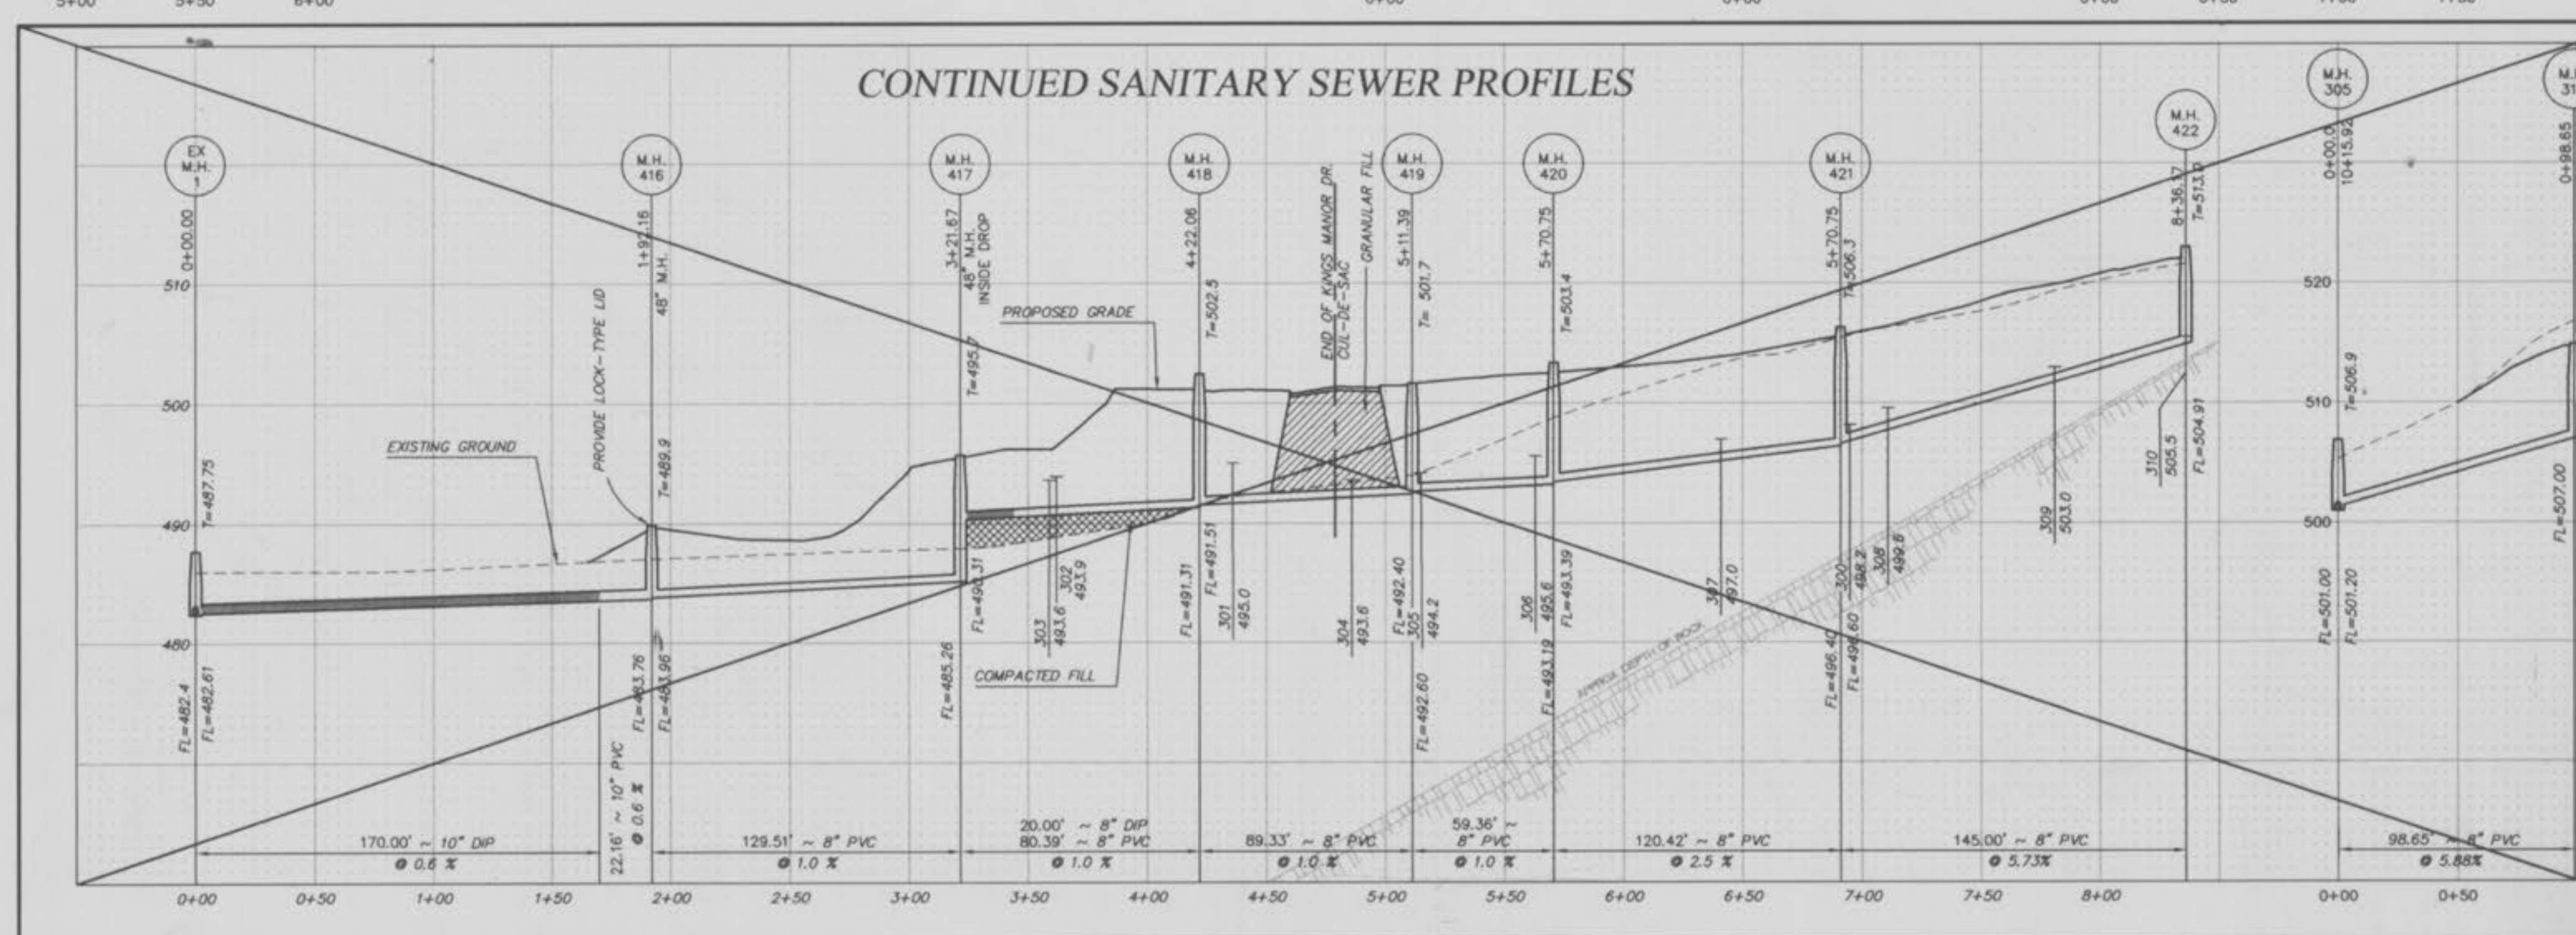 CONTINUED SANITARY SEWER PROFILES
EX
M.H.
1
M.H.
416
M.H.
417
M.H.
418
M.H.
419
M.H.
420
M.H.
421
M.H.
422
M.H.
305
0+00.00
T=487.75
FL=482.4
FL=482.61
EXISTING GROUND
PROVIDE LOCK-TYPE LID
1+92.16
48" M.H.
T=489.9
FL=483.76
FL=483.96
3+21.67
48" M.H.
INSIDE DROP
T=495.7
FL=490.31
FL=485.26
303
493.6
302
493.9
COMPACTED FILL
PROPOSED GRADE
4+22.06
T=502.5
FL=491.31
FL=491.51
301
495.0
END OF KINGS MANOR DR.
CUL-DE-SAC
GRANULAR FILL
304
493.6
5+11.39
T= 501.7
FL=492.40
305
494.2
FL=492.60
5+70.75
T=503.4
306
495.6
FL=493.19
FL=493.39
307
497.0
5+70.75
T=506.3
300
498.2
308
499.6
FL=496.40
FL=496.60
APPROX. DEPTH OF ROCK
309
503.0
310
505.5
8+36.17
FL=504.91
0+00.0
10+15.92
T=506.9
FL=501.00
FL=501.20
0+98.65
FL=507.00
510
500
490
480
520
510
500
170.00' ~ 10" DIP
@ 0.6 %
22.16' ~ 10" PVC
@ 0.6 %
129.51' ~ 8" PVC
@ 1.0 %
20.00' ~ 8" DIP
80.39' ~ 8" PVC
@ 1.0 %
89.33' ~ 8" PVC
@ 1.0 %
59.36' ~
8" PVC
@ 1.0 %
120.42' ~ 8" PVC
@ 2.5 %
145.00' ~ 8" PVC
@ 5.73%
98.65' ~ 8" PVC
@ 5.88%
0+00 0+50 1+00 1+50 2+00 2+50 3+00 3+50 4+00 4+50 5+00 5+50 6+00 6+50 7+00 7+50 8+00 0+00 0+50